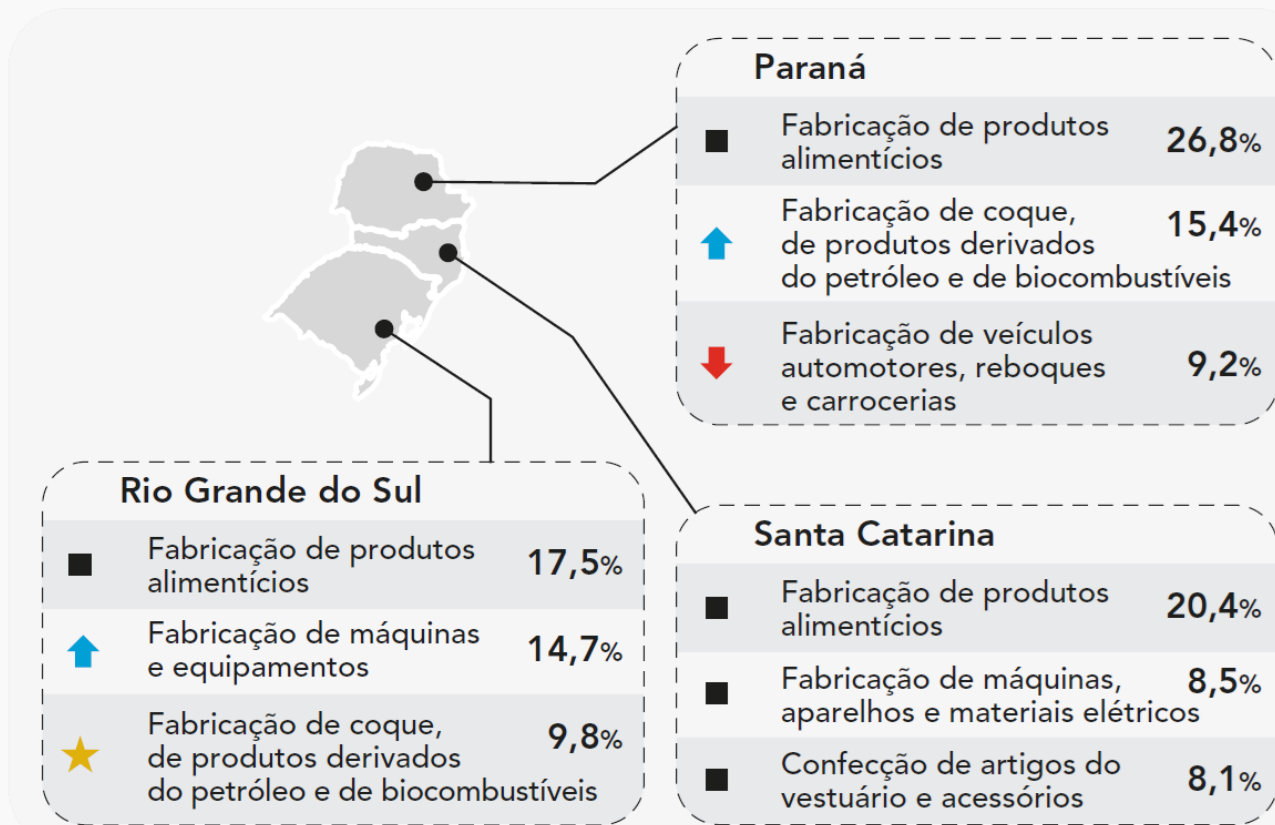 Paraná
Fabricação de produtos
alimentícios
26,8%
Fabricação de coque,
de produtos derivados
do petróleo e de biocombustíveis
15,4%
Fabricação de veículos
automotores, reboques
e carrocerias
9,2%
Rio Grande do Sul
Fabricação de produtos
alimentícios
17,5%
Fabricação de máquinas
e equipamentos
14,7%
Fabricação de coque,
de produtos derivados
do petróleo e de biocombustíveis
9,8%
Santa Catarina
Fabricação de produtos
alimentícios
20,4%
Fabricação de máquinas,
aparelhos e materiais elétricos
8,5%
Confecção de artigos do
vestuário e acessórios
8,1%